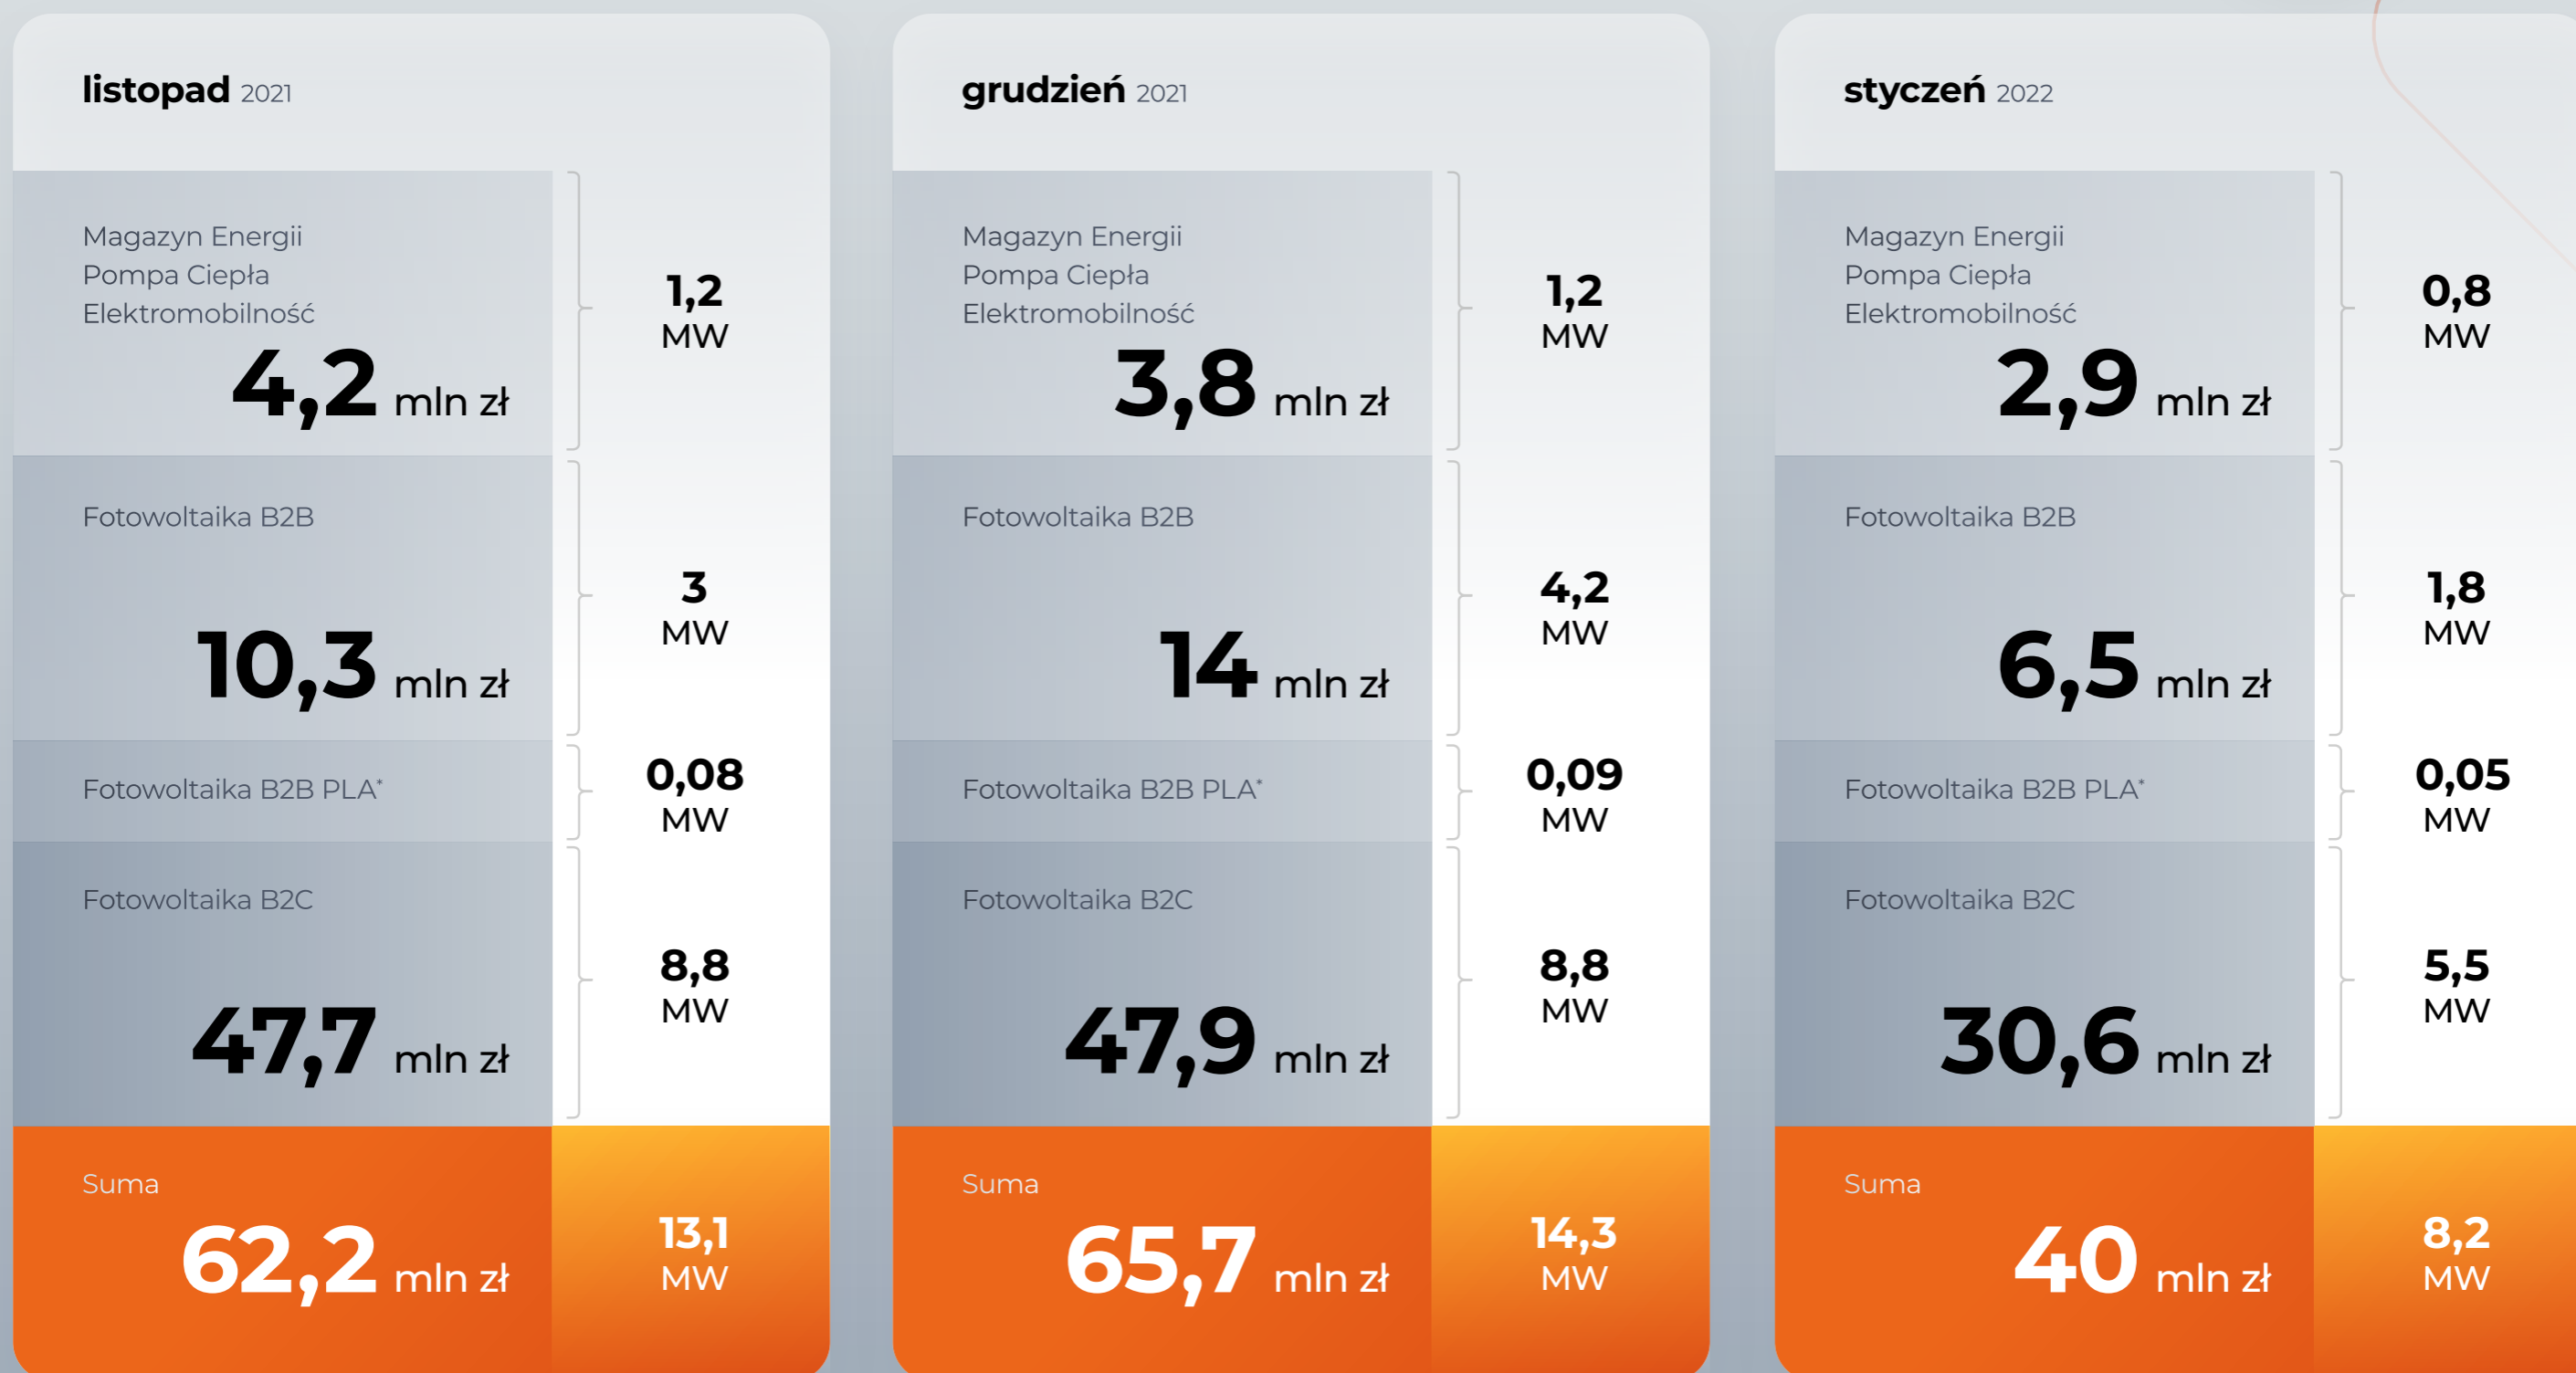 listopad 2021
Magazyn Energii
Pompa Ciepła
Elektromobilność
4,2 mln zł
1,2
MW
Fotowoltaika B2B
10,3 mln zł
3
MW
Fotowoltaika B2B PLA*
0,08
MW
Fotowoltaika B2C
47,7 mln zł
8,8
MW
Suma
62,2 mln zł
13,1
MW
grudzień 2021
Magazyn Energii
Pompa Ciepła
Elektromobilność
3,8 mln zł
1,2
MW
Fotowoltaika B2B
14 mln zł
4,2
MW
Fotowoltaika B2B PLA*
0,09
MW
Fotowoltaika B2C
47,9 mln zł
8,8
MW
Suma
65,7 mln zł
14,3
MW
styczeń 2022
Magazyn Energii
Pompa Ciepła
Elektromobilność
2,9 mln zł
0,8
MW
Fotowoltaika B2B
6,5 mln zł
1,8
MW
Fotowoltaika B2B PLA*
0,05
MW
Fotowoltaika B2C
30,6 mln zł
5,5
MW
Suma
40 mln zł
8,2
MW